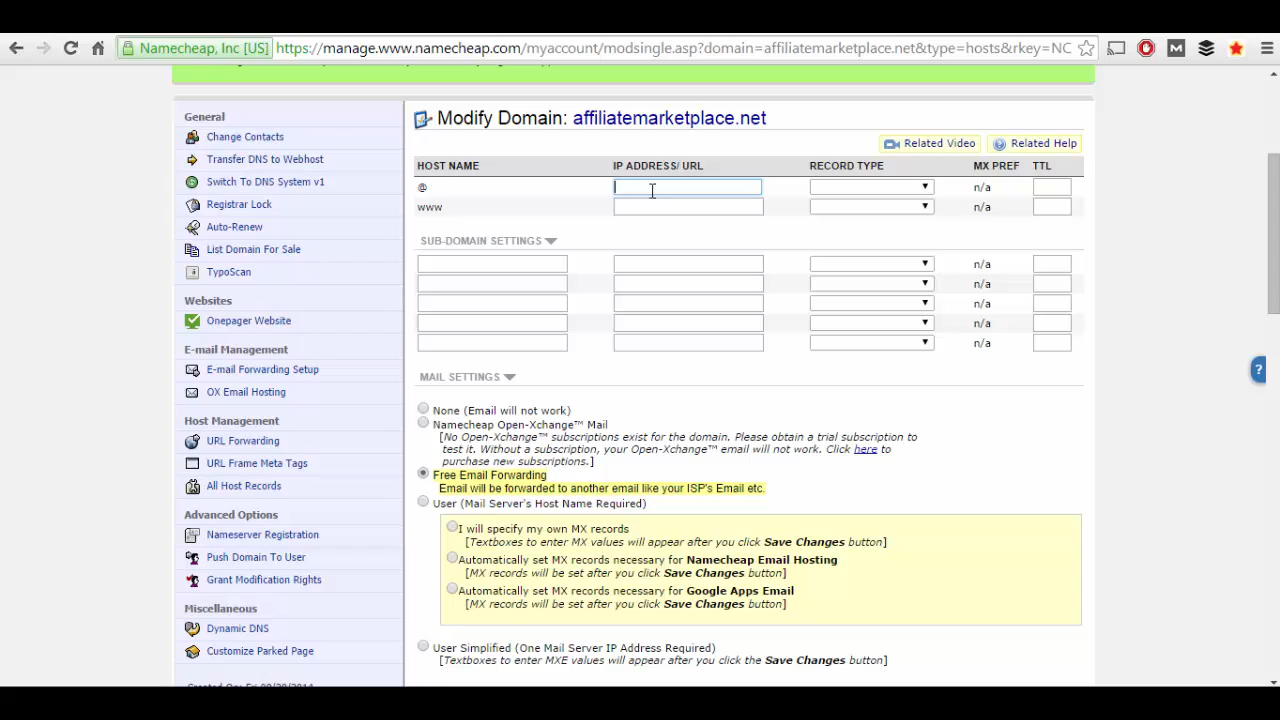 Namecheap, Inc [US] https://manage.www.namecheap.com/myaccount/modsingle.asp?domain=affiliatemarketplace.net&type=hosts&rkey=NC
General
Change Contacts
Transfer DNS to Webhost
Switch To DNS System v1
Registrar Lock
Auto-Renew
List Domain For Sale
TypoScan
Websites
Onepager Website
E-mail Management
E-mail Forwarding Setup
OX Email Hosting
Host Management
URL Forwarding
URL Frame Meta Tags
All Host Records
Advanced Options
Nameserver Registration
Push Domain To User
Grant Modification Rights
Miscellaneous
Dynamic DNS
Customize Parked Page
Modify Domain: affiliatemarketplace.net
Related Video Related Help
HOST NAME IP ADDRESS/ URL RECORD TYPE MX PREF TTL
@ n/a
www n/a
SUB-DOMAIN SETTINGS
n/a
n/a
n/a
n/a
n/a
MAIL SETTINGS
None (Email will not work)
Namecheap Open-Xchange™ Mail
[No Open-Xchange™ subscriptions exist for the domain. Please obtain a trial subscription to
test it. Without a subscription, your Open-Xchange™ email will not work. Click here to
purchase new subscriptions.]
Free Email Forwarding
Email will be forwarded to another email like your ISP's Email etc.
User (Mail Server's Host Name Required)
I will specify my own MX records
[Textboxes to enter MX values will appear after you click Save Changes button]
Automatically set MX records necessary for Namecheap Email Hosting
[MX records will be set after you click Save Changes button]
Automatically set MX records necessary for Google Apps Email
[MX records will be set after you click Save Changes button]
User Simplified (One Mail Server IP Address Required)
[Textboxes to enter MXE values will appear after you click the Save Changes button]
?